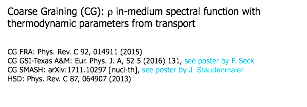 Coarse Graining (CG): ρ in-medium spectral function with
thermodynamic parameters from transport
CG FRA: Phys. Rev. C 92, 014911 (2015)
CG GSI-Texas A&M: Eur. Phys. J. A, 52 5 (2016) 131, see poster by F. Seck
CG SMASH: arXiv:1711.10297 [nucl-th], see poster by J. Staudenmaier
HSD: Phys. Rev. C 87, 064907 (2013)